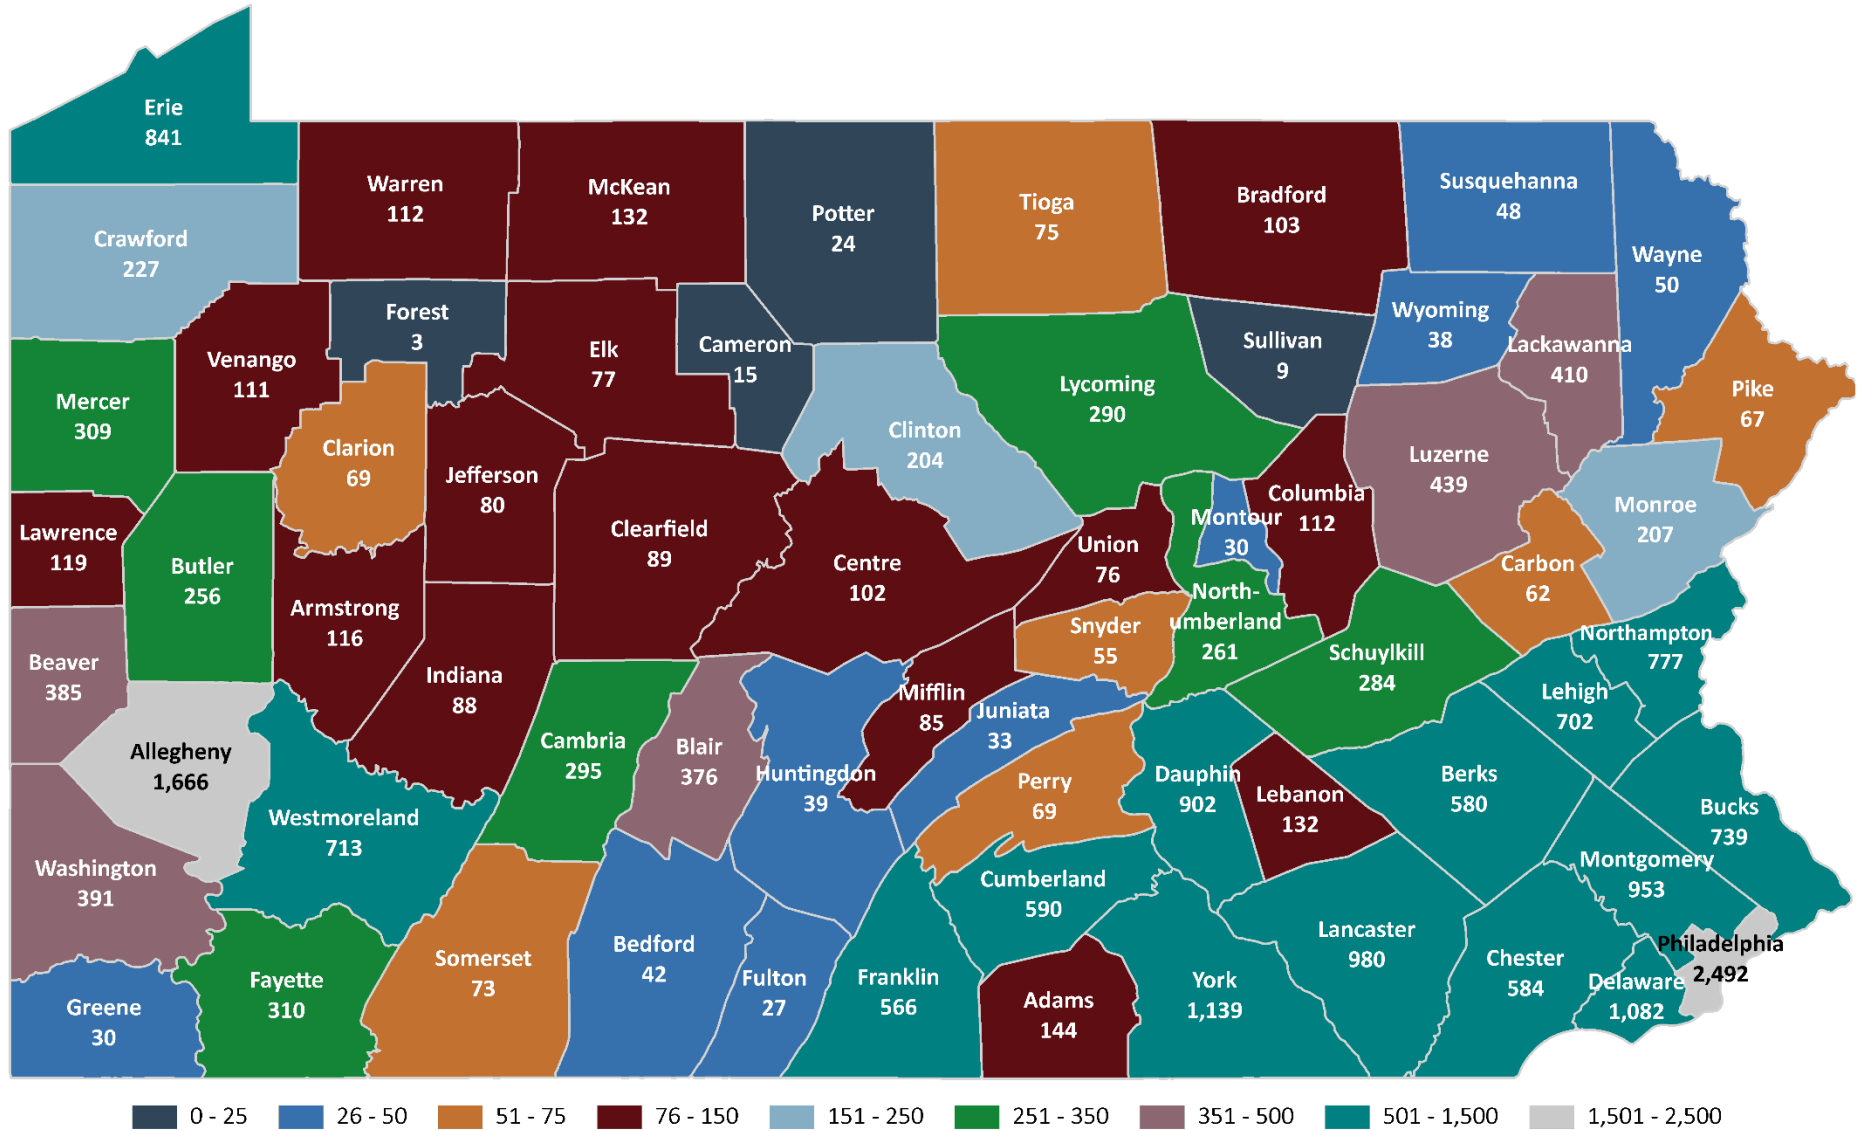 Erie
841
Warren
112
McKean
132
Potter
24
Tioga
75
Bradford
103
Susquehanna
48
Wayne
50
Crawford
227
Forest
3
Venango
111
Elk
77
Cameron
15
Sullivan
9
Wyoming
38
Lackawanna
410
Pike
67
Mercer
309
Clarion
69
Jefferson
80
Clinton
204
Lycoming
290
Luzerne
439
Columbia
112
Montour
30
Monroe
207
Carbon
62
Lawrence
119
Butler
256
Armstrong
116
Clearfield
89
Centre
102
Union
76
Snyder
55
North-
umberland
261
Schuylkill
284
Northampton
777
Lehigh
702
Beaver
385
Indiana
88
Mifflin
85
Juniata
33
Allegheny
1,666
Cambria
295
Blair
376
Huntingdon
39
Perry
69
Dauphin
902
Lebanon
132
Berks
580
Bucks
739
Westmoreland
713
Washington
391
Cumberland
590
Montgomery
953
Lancaster
980
Chester
584
Philadelphia
2,492
Delaware
1,082
Greene
30
Fayette
310
Somerset
73
Bedford
42
Fulton
27
Franklin
566
Adams
144
York
1,139
0 - 25
26 - 50
51 - 75
76 - 150
151 - 250
251 - 350
351 - 500
501 - 1,500
1,501 - 2,500